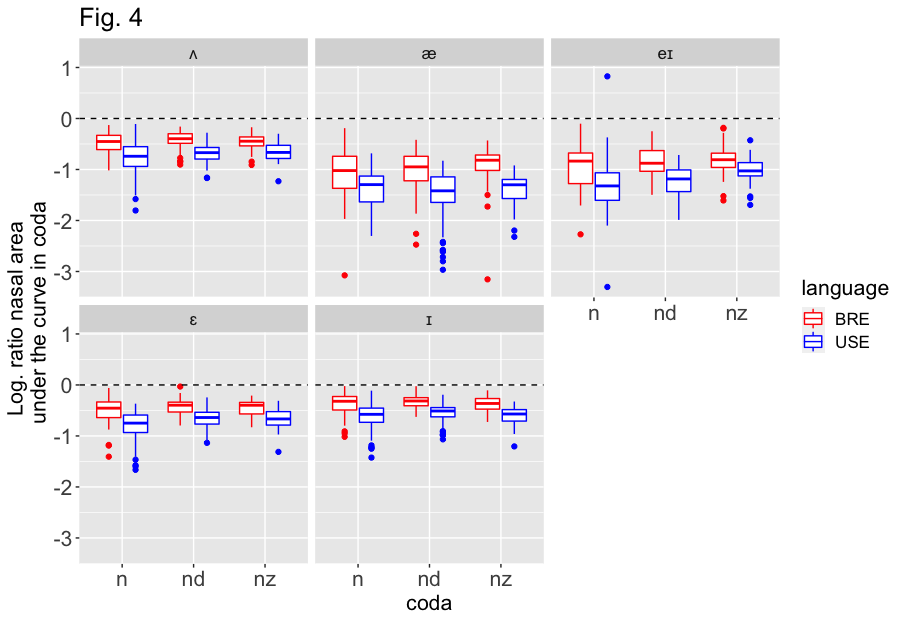 Fig. 4
ʌ
æ
eɪ
1
0
-1
-2
-3
n
nd
nz
ɛ
ɪ
1
0
-1
-2
-3
n
nd
nz
n
nd
nz
coda
Log. ratio nasal area
under the curve in coda
language
BRE
USE